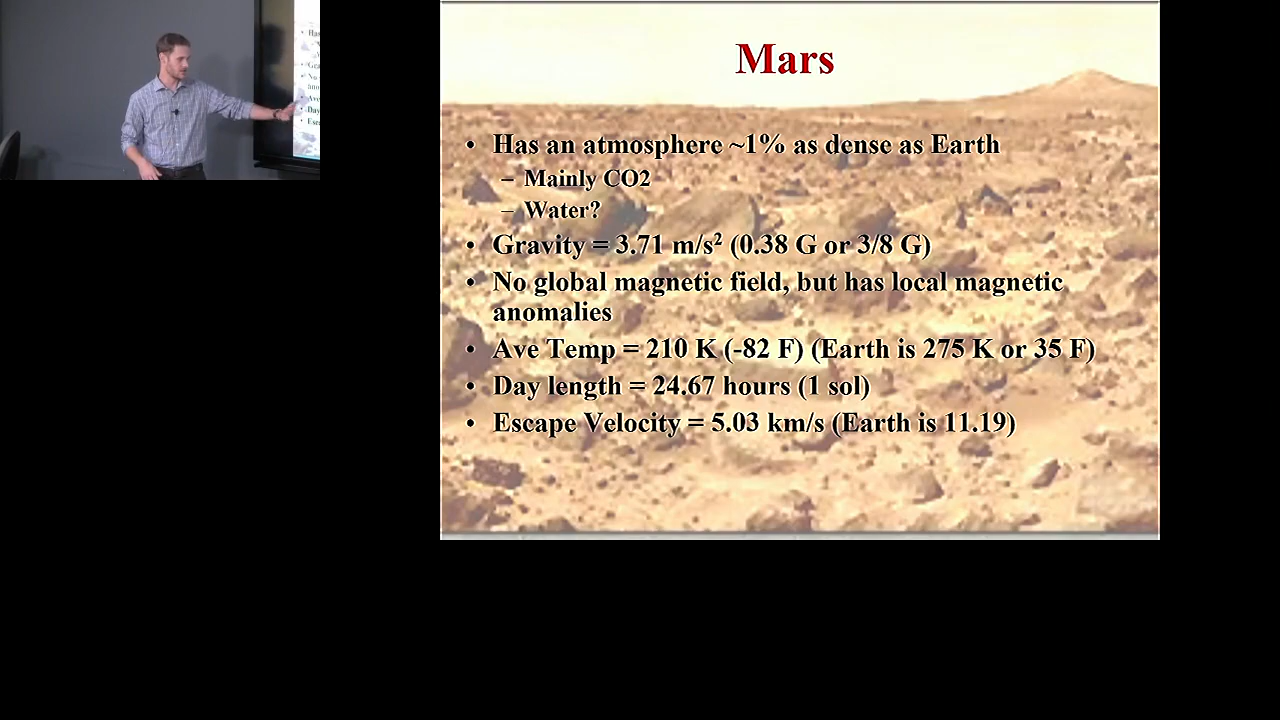 Mars
• Has an atmosphere ~1% as dense as Earth
– Mainly CO2
– Water?
• Gravity = 3.71 m/s² (0.38 G or 3/8 G)
• No global magnetic field, but has local magnetic
anomalies
• Ave Temp = 210 K (-82 F) (Earth is 275 K or 35 F)
• Day length = 24.67 hours (1 sol)
• Escape Velocity = 5.03 km/s (Earth is 11.19)